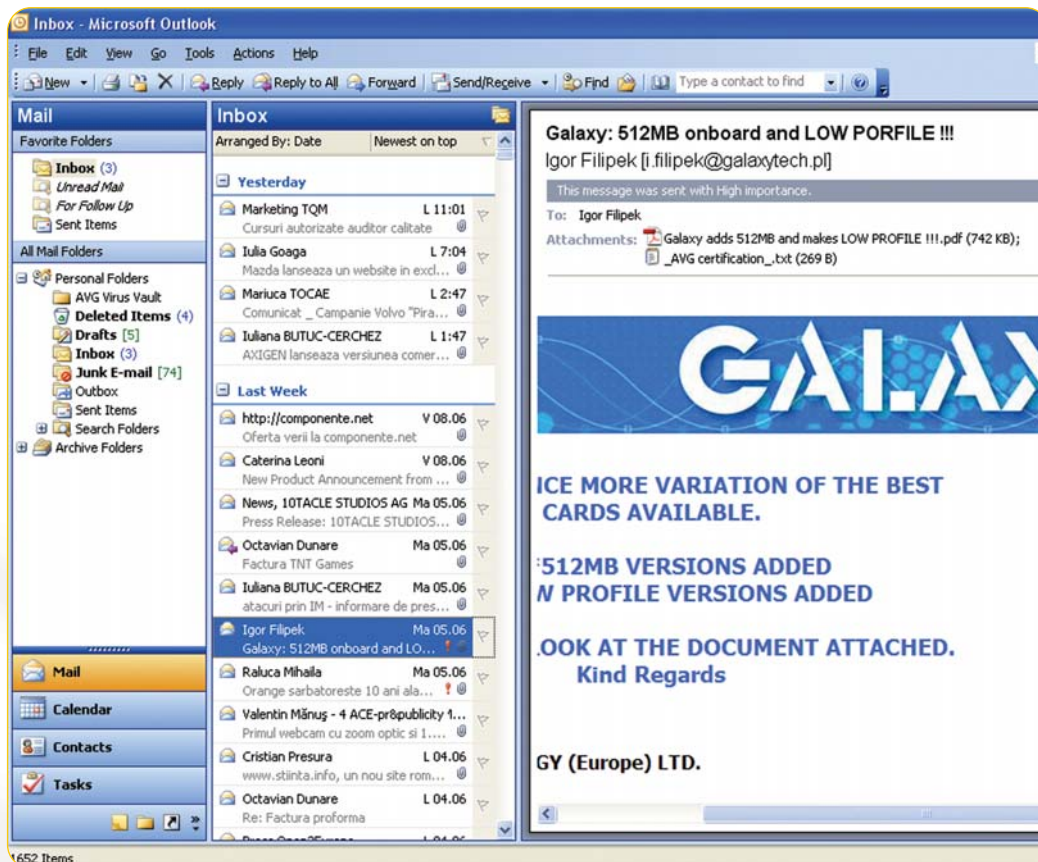 Inbox - Microsoft Outlook
File Edit View Go Tools Actions Help
New Reply Reply to All Forward Send/Receive Find Type a contact to find
Mail
Favorite Folders
Inbox (3)
Unread Mail
For Follow Up
Sent Items
All Mail Folders
Personal Folders
AVG Virus Vault
Deleted Items (4)
Drafts [5]
Inbox (3)
Junk E-mail [74]
Outbox
Sent Items
Search Folders
Archive Folders
Mail
Calendar
Contacts
Tasks
Inbox
Arranged By: Date Newest on top
Yesterday
Marketing TQM L 11:01
Cursuri autorizate auditor calitate
Iulia Goaga L 7:04
Mazda lanseaza un website in excl...
Mariuca TOCAE L 2:47
Comunicat _ Campanie Volvo "Pira...
Iuliana BUTUC-CERCHEZ L 1:47
AXIGEN lanseaza versiunea comer...
Last Week
http://componente.net V 08.06
Oferta verii la componente.net
Caterina Leoni V 08.06
New Product Announcement from ...
News, 10TACLE STUDIOS AG Ma 05.06
Press Release: 10TACLE STUDIOS...
Octavian Dunare Ma 05.06
Factura TNT Games
Iuliana BUTUC-CERCHEZ Ma 05.06
atacuri prin IM - informare de pres...
Igor Filipek Ma 05.06
Galaxy: 512MB onboard and LO...
Raluca Mihaila Ma 05.06
Orange sarbatoreste 10 ani ala...
Valentin Mănuş - 4 ACE-pr&publicity 1...
Primul webcam cu zoom optic si 1....
Cristian Presura L 04.06
www.stiinta.info, un nou site rom...
Octavian Dunare L 04.06
Re: Factura proforma
Galaxy: 512MB onboard and LOW PORFILE !!!
Igor Filipek [i.filipek@galaxytech.pl]
This message was sent with High importance.
To: Igor Filipek
Attachments: Galaxy adds 512MB and makes LOW PROFILE !!!.pdf (742 KB);
_AVG certification_.txt (269 B)
GALAX
ICE MORE VARIATION OF THE BEST
CARDS AVAILABLE.
512MB VERSIONS ADDED
W PROFILE VERSIONS ADDED
OOK AT THE DOCUMENT ATTACHED.
Kind Regards
GY (Europe) LTD.
1652 Items